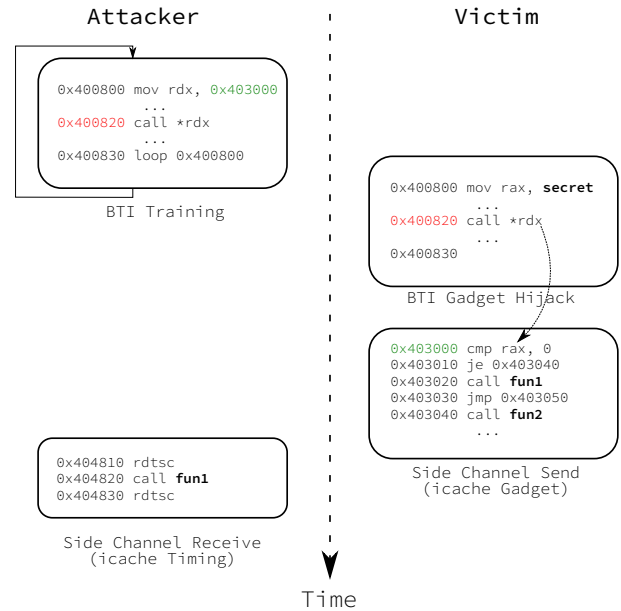 Attacker
Victim
0x400800 mov rdx, 0x403000
...
0x400820 call *rdx
...
0x400830 loop 0x400800
BTI Training
0x400800 mov rax, secret
...
0x400820 call *rdx
...
0x400830
BTI Gadget Hijack
0x403000 cmp rax, 0
0x403010 je 0x403040
0x403020 call fun1
0x403030 jmp 0x403050
0x403040 call fun2
...
Side Channel Send
(icache Gadget)
0x404810 rdtsc
0x404820 call fun1
0x404830 rdtsc
Side Channel Receive
(icache Timing)
Time